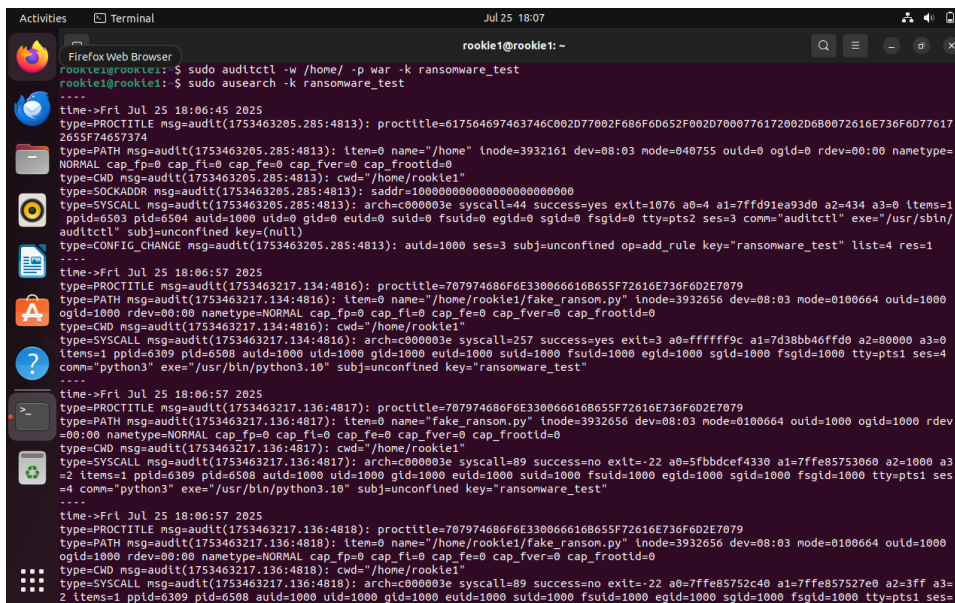 Activities Terminal Jul 25 18:07
rookie1@rookie1: ~
Firefox Web Browser
rookie1@rookie1:~$ sudo auditctl -w /home/ -p war -k ransomware_test
rookie1@rookie1:~$ sudo ausearch -k ransomware_test
----
time->Fri Jul 25 18:06:45 2025
type=PROCTITLE msg=audit(1753463205.285:4813): proctitle=617564697463746C002D77002F686F6D652F002D7000776172002D6B0072616E736F6D77617
2655F74657374
type=PATH msg=audit(1753463205.285:4813): item=0 name="/home" inode=3932161 dev=08:03 mode=040755 ouid=0 ogid=0 rdev=00:00 nametype=
NORMAL cap_fp=0 cap_fi=0 cap_fe=0 cap_fver=0 cap_frootid=0
type=CWD msg=audit(1753463205.285:4813): cwd="/home/rookie1"
type=SOCKADDR msg=audit(1753463205.285:4813): saddr=100000000000000000000000
type=SYSCALL msg=audit(1753463205.285:4813): arch=c000003e syscall=44 success=yes exit=1076 a0=4 a1=7ffd91ea93d0 a2=434 a3=0 items=1
ppid=6503 pid=6504 auid=1000 uid=0 gid=0 euid=0 suid=0 fsuid=0 egid=0 sgid=0 fsgid=0 tty=pts2 ses=3 comm="auditctl" exe="/usr/sbin/
auditctl" subj=unconfined key=(null)
type=CONFIG_CHANGE msg=audit(1753463205.285:4813): auid=1000 ses=3 subj=unconfined op=add_rule key="ransomware_test" list=4 res=1
----
time->Fri Jul 25 18:06:57 2025
type=PROCTITLE msg=audit(1753463217.134:4816): proctitle=707974686F6E330066616B655F72616E736F6D2E7079
type=PATH msg=audit(1753463217.134:4816): item=0 name="/home/rookie1/fake_ransom.py" inode=3932656 dev=08:03 mode=0100664 ouid=1000
ogid=1000 rdev=00:00 nametype=NORMAL cap_fp=0 cap_fi=0 cap_fe=0 cap_fver=0 cap_frootid=0
type=CWD msg=audit(1753463217.134:4816): cwd="/home/rookie1"
type=SYSCALL msg=audit(1753463217.134:4816): arch=c000003e syscall=257 success=yes exit=3 a0=ffffff9c a1=7d38bb46ffd0 a2=80000 a3=0
items=1 ppid=6309 pid=6508 auid=1000 uid=1000 gid=1000 euid=1000 suid=1000 fsuid=1000 egid=1000 sgid=1000 fsgid=1000 tty=pts1 ses=4
comm="python3" exe="/usr/bin/python3.10" subj=unconfined key="ransomware_test"
----
time->Fri Jul 25 18:06:57 2025
type=PROCTITLE msg=audit(1753463217.136:4817): proctitle=707974686F6E330066616B655F72616E736F6D2E7079
type=PATH msg=audit(1753463217.136:4817): item=0 name="fake_ransom.py" inode=3932656 dev=08:03 mode=0100664 ouid=1000 ogid=1000 rdev
=00:00 nametype=NORMAL cap_fp=0 cap_fi=0 cap_fe=0 cap_fver=0 cap_frootid=0
type=CWD msg=audit(1753463217.136:4817): cwd="/home/rookie1"
type=SYSCALL msg=audit(1753463217.136:4817): arch=c000003e syscall=89 success=no exit=-22 a0=5fbbdcef4330 a1=7ffe85753060 a2=1000 a3
=2 items=1 ppid=6309 pid=6508 auid=1000 uid=1000 gid=1000 euid=1000 suid=1000 fsuid=1000 egid=1000 sgid=1000 fsgid=1000 tty=pts1 ses
=4 comm="python3" exe="/usr/bin/python3.10" subj=unconfined key="ransomware_test"
----
time->Fri Jul 25 18:06:57 2025
type=PROCTITLE msg=audit(1753463217.136:4818): proctitle=707974686F6E330066616B655F72616E736F6D2E7079
type=PATH msg=audit(1753463217.136:4818): item=0 name="/home/rookie1/fake_ransom.py" inode=3932656 dev=08:03 mode=0100664 ouid=1000
ogid=1000 rdev=00:00 nametype=NORMAL cap_fp=0 cap_fi=0 cap_fe=0 cap_fver=0 cap_frootid=0
type=CWD msg=audit(1753463217.136:4818): cwd="/home/rookie1"
type=SYSCALL msg=audit(1753463217.136:4818): arch=c000003e syscall=89 success=no exit=-22 a0=7ffe85752c40 a1=7ffe857527e0 a2=3ff a3=
2 items=1 ppid=6309 pid=6508 auid=1000 uid=1000 gid=1000 euid=1000 suid=1000 fsuid=1000 egid=1000 sgid=1000 fsgid=1000 tty=pts1 ses=